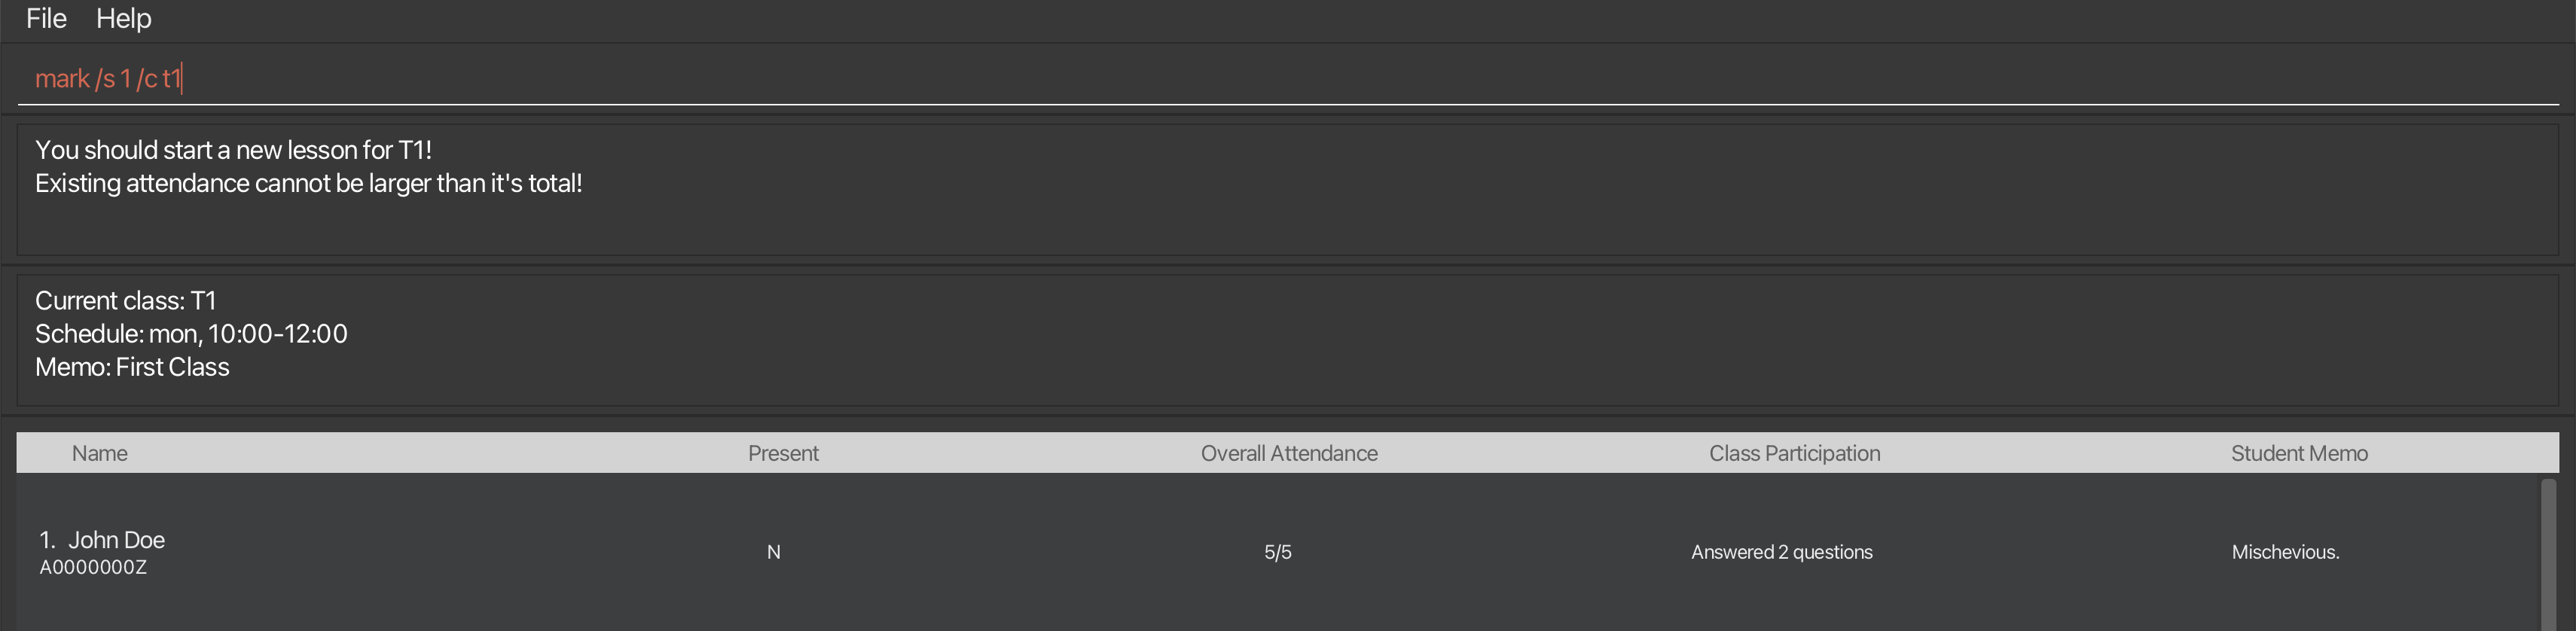 File Help
mark /s 1 /c t1
You should start a new lesson for T1!
Existing attendance cannot be larger than it's total!
Current class: T1
Schedule: mon, 10:00-12:00
Memo: First Class
Name Present Overall Attendance Class Participation Student Memo
1. John Doe
A0000000Z
N 5/5 Answered 2 questions Mischevious.